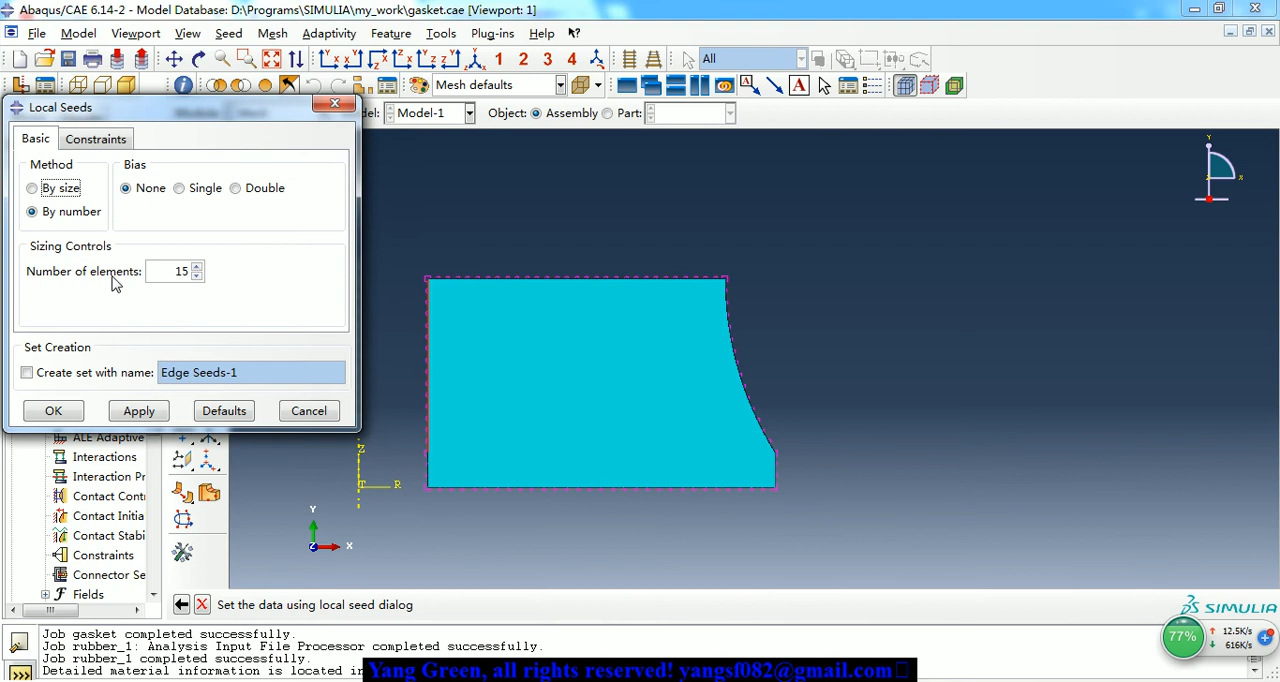 Abaqus/CAE 6.14-2 - Model Database: D:\Programs\SIMULIA\my_work\gasket.cae [Viewport: 1]
File Model Viewport View Seed Mesh Adaptivity Feature Tools Plug-ins Help
1 2 3 4 All
Mesh defaults A
Local Seeds
Model-1 Object: Assembly Part:
Basic Constraints
Method Bias
By size None Single Double
By number
Sizing Controls
Number of elements: 15
Set Creation
Create set with name: Edge Seeds-1
OK Apply Defaults Cancel
Y
X
ALE Adaptive
Interactions
Interaction Pr
Contact Cont
Contact Initia
Contact Stabi
Constraints
Connector Se
Fields
Z
T R
Y
Z X
Set the data using local seed dialog
SIMULIA
77% 12.5K/s
616K/s
Job gasket completed successfully.
Job rubber_1: Analysis Input File Processor completed successfully.
Job rubber_1 completed successfully.
Detailed material information is located in
>>>
Yang Green, all rights reserved! yangsf082@gmail.com